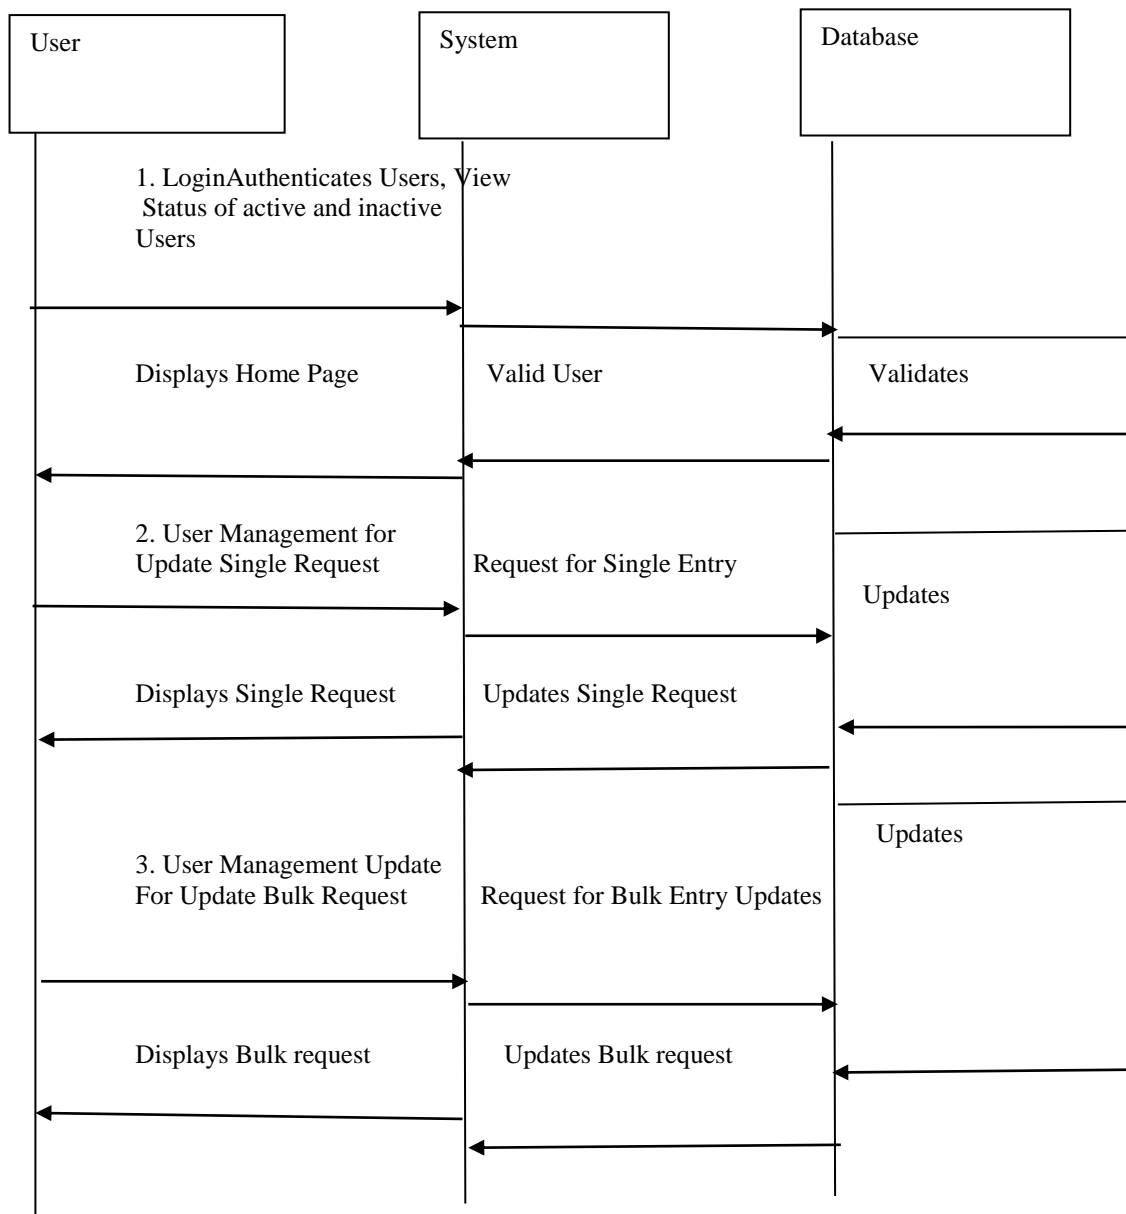 User
System
Database
1. LoginAuthenticates Users, View
Status of active and inactive
Users
Displays Home Page
Valid User
Validates
2. User Management for
Update Single Request
Request for Single Entry
Updates
Displays Single Request
Updates Single Request
Updates
3. User Management Update
For Update Bulk Request
Request for Bulk Entry Updates
Displays Bulk request
Updates Bulk request